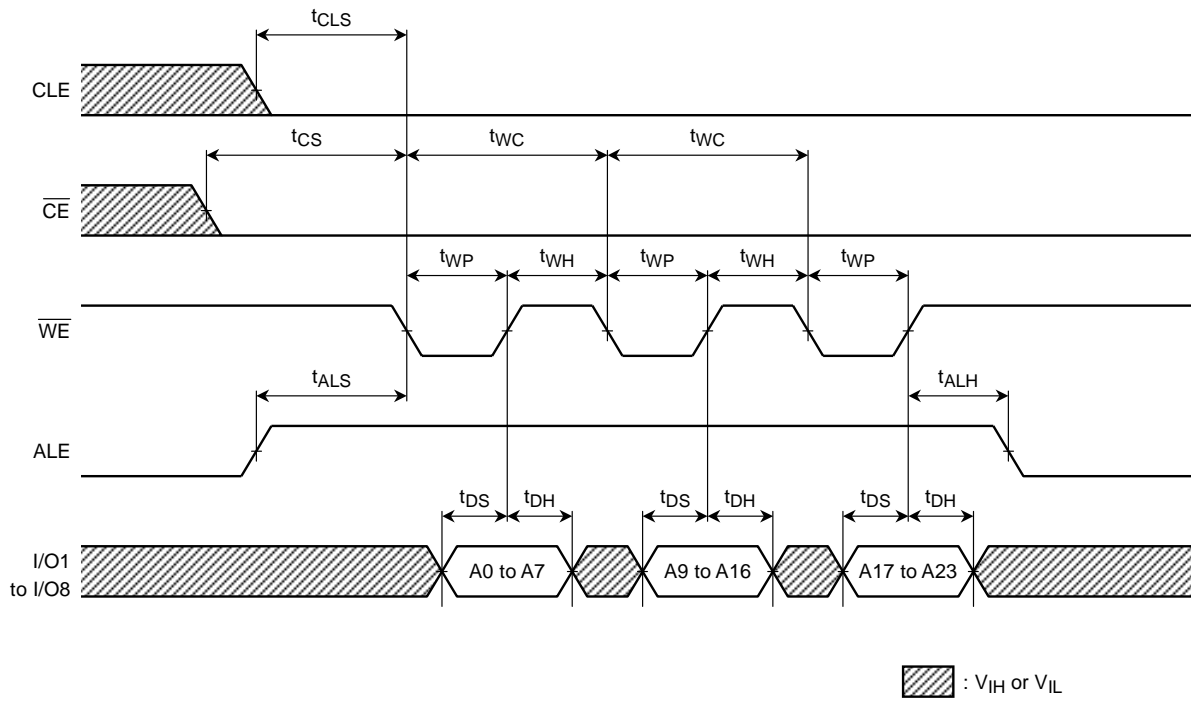 tCLS
CLE
tCS tWC tWC
CE
tWP tWH tWP tWH tWP
WE
tALS tALH
ALE
tDS tDH tDS tDH tDS tDH
I/O1
to I/O8
A0 to A7 A9 to A16 A17 to A23
: VIH or VIL